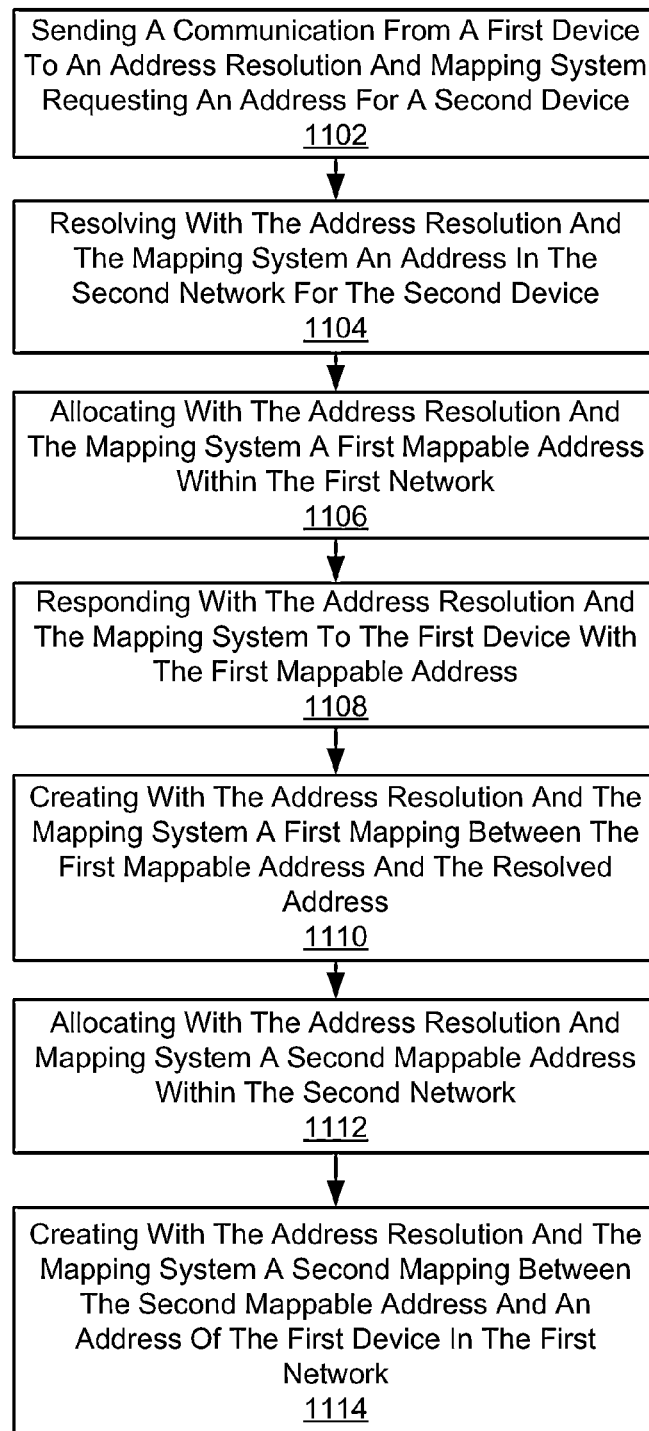 Sending A Communication From A First Device
To An Address Resolution And Mapping System
Requesting An Address For A Second Device
1102
Resolving With The Address Resolution And
The Mapping System An Address In The
Second Network For The Second Device
1104
Allocating With The Address Resolution And
The Mapping System A First Mappable Address
Within The First Network
1106
Responding With The Address Resolution And
The Mapping System To The First Device With
The First Mappable Address
1108
Creating With The Address Resolution And The
Mapping System A First Mapping Between The
First Mappable Address And The Resolved
Address
1110
Allocating With The Address Resolution And
Mapping System A Second Mappable Address
Within The Second Network
1112
Creating With The Address Resolution And The
Mapping System A Second Mapping Between
The Second Mappable Address And An
Address Of The First Device In The First
Network
1114